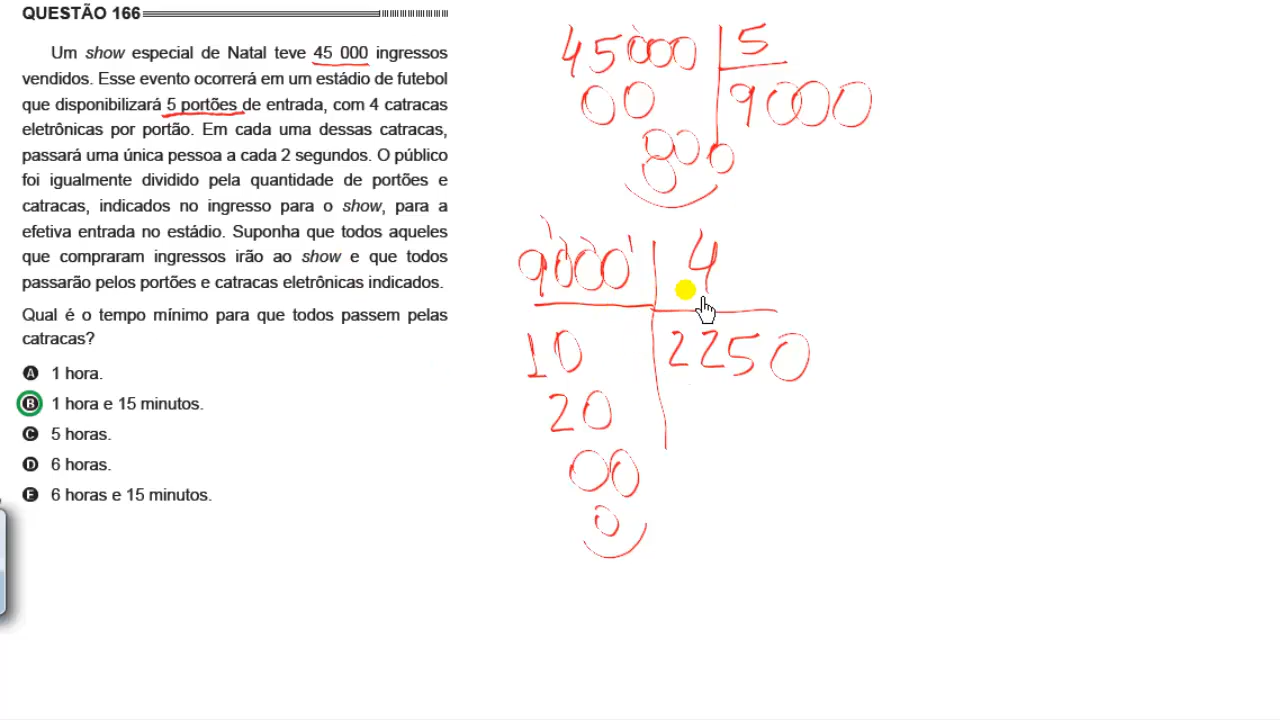 QUESTÃO 166
Um show especial de Natal teve 45 000 ingressos
vendidos. Esse evento ocorrerá em um estádio de futebol
que disponibilizará 5 portões de entrada, com 4 catracas
eletrônicas por portão. Em cada uma dessas catracas,
passará uma única pessoa a cada 2 segundos. O público
foi igualmente dividido pela quantidade de portões e
catracas, indicados no ingresso para o show, para a
efetiva entrada no estádio. Suponha que todos aqueles
que compraram ingressos irão ao show e que todos
passarão pelos portões e catracas eletrônicas indicados.
Qual é o tempo mínimo para que todos passem pelas
catracas?
A 1 hora.
B 1 hora e 15 minutos.
C 5 horas.
D 6 horas.
E 6 horas e 15 minutos.
45000 5
00 9000
000
0
9000 4
10 2250
20
00
0